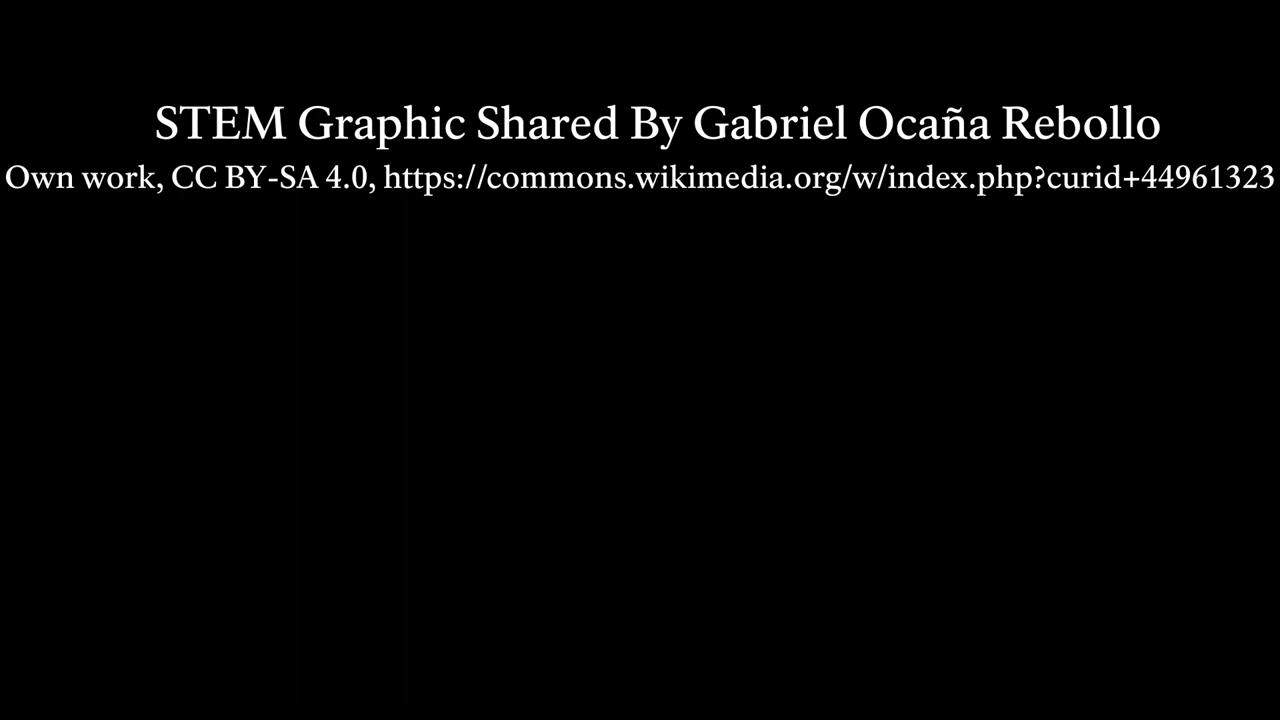 STEM Graphic Shared By Gabriel Ocaña Rebollo
Own work, CC BY-SA 4.0, https://commons.wikimedia.org/w/index.php?curid+44961323